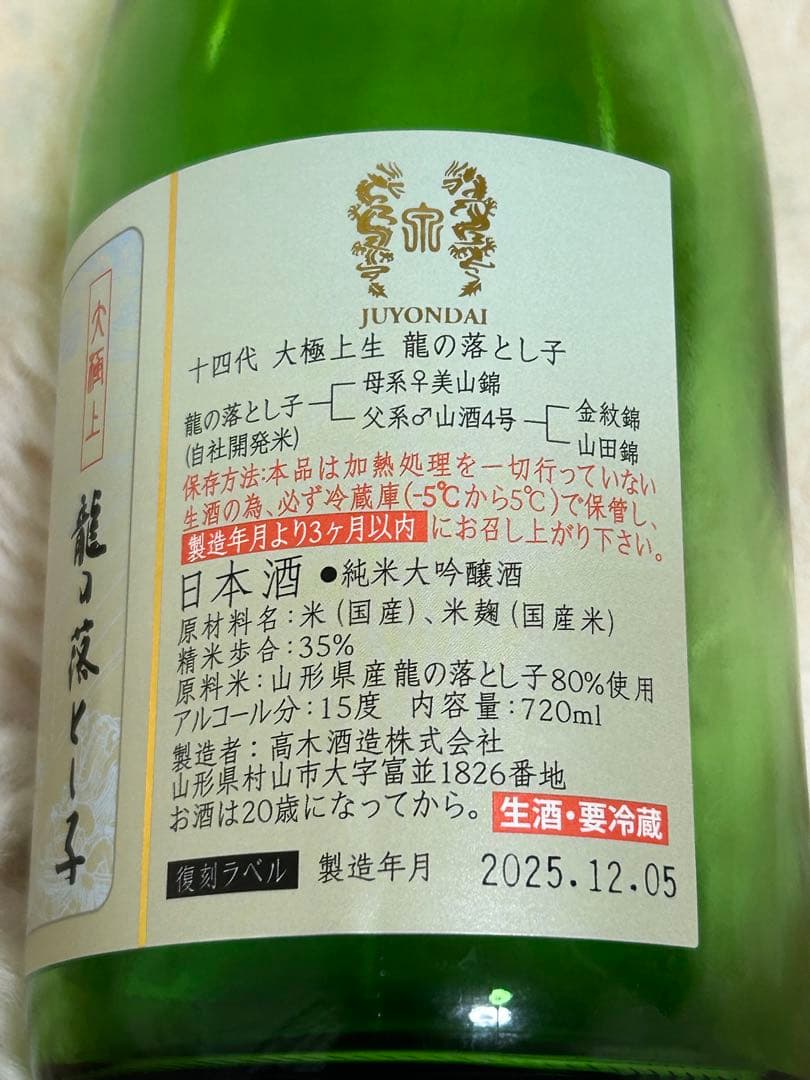 大極上
龍の落とし子
JUYONDAI
十四代 大極上生 龍の落とし子
龍の落とし子
(自社開発米)
母系♀美山錦
父系♂山酒4号
金紋錦
山田錦
保存方法:本品は加熱処理を一切行っていない
生酒の為、必ず冷蔵庫(-5℃から5℃)で保管し、
製造年月より3ヶ月以内 にお召し上がり下さい。
日本酒 ●純米大吟醸酒
原材料名:米(国産)、米麹(国産米)
精米歩合:35%
原料米:山形県産龍の落とし子80%使用
アルコール分:15度 内容量:720ml
製造者:高木酒造株式会社
山形県村山市大字富並1826番地
お酒は20歳になってから。 生酒・要冷蔵
復刻ラベル 製造年月 2025.12.05